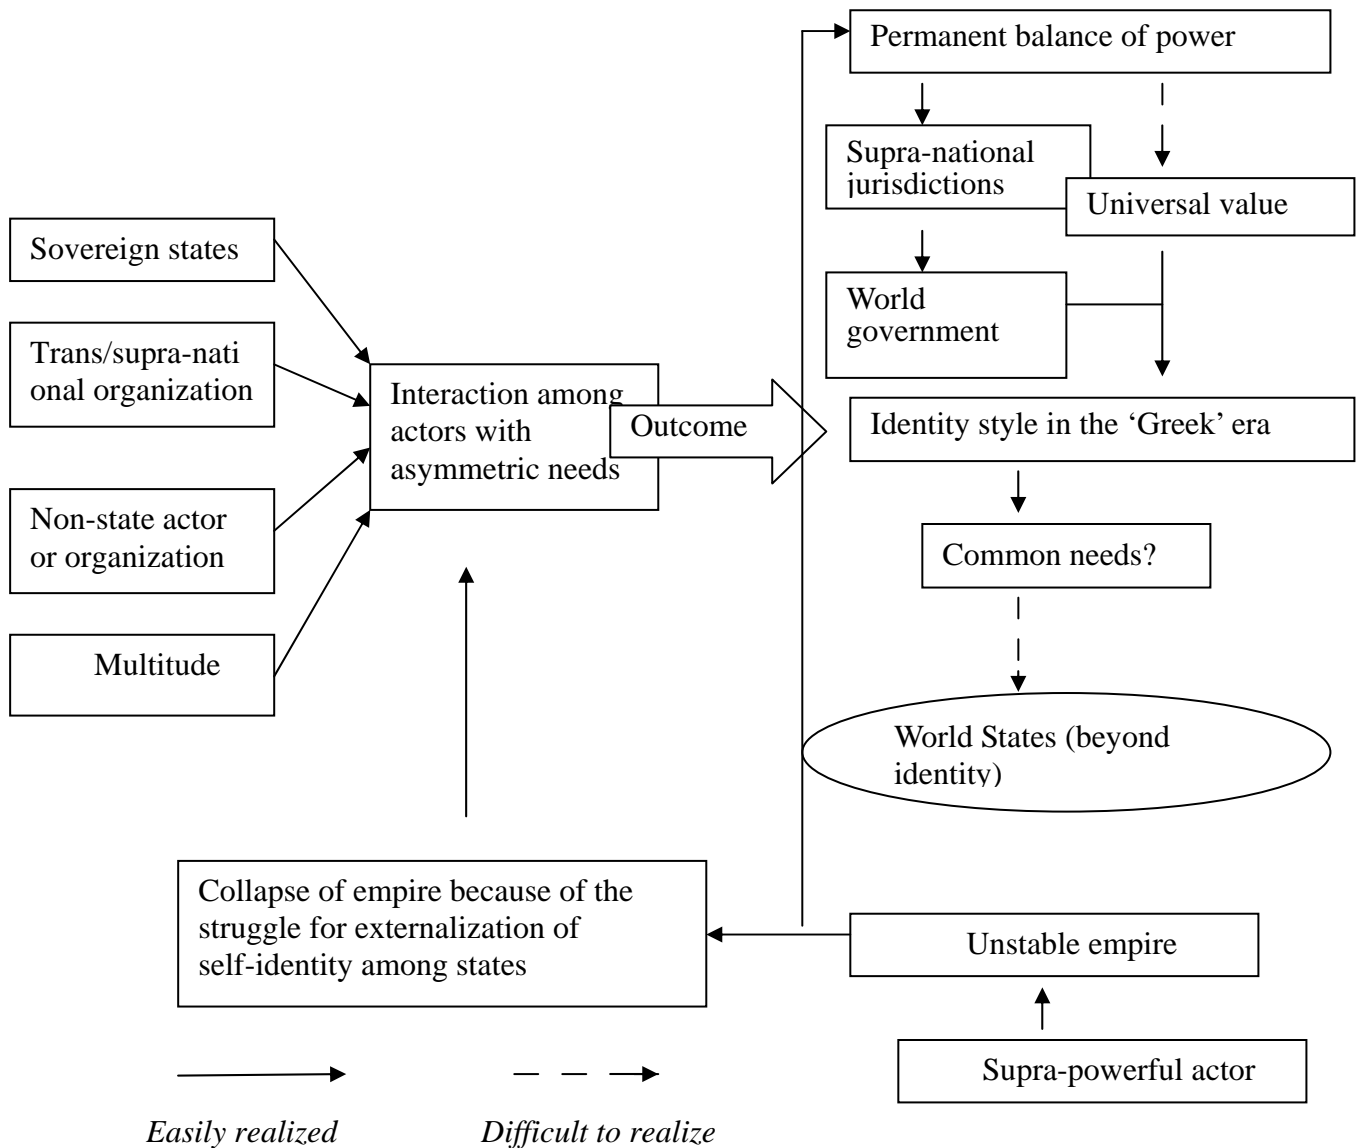 Permanent balance of power
Supra-national
jurisdictions
Universal value
World
government
Sovereign states
Trans/supra-nati
onal organization
Non-state actor
or organization
Multitude
Interaction among
actors with
asymmetric needs
Outcome
Identity style in the ‘Greek’ era
Common needs?
World States (beyond
identity)
Collapse of empire because of the
struggle for externalization of
self-identity among states
Unstable empire
Supra-powerful actor
Easily realized
Difficult to realize